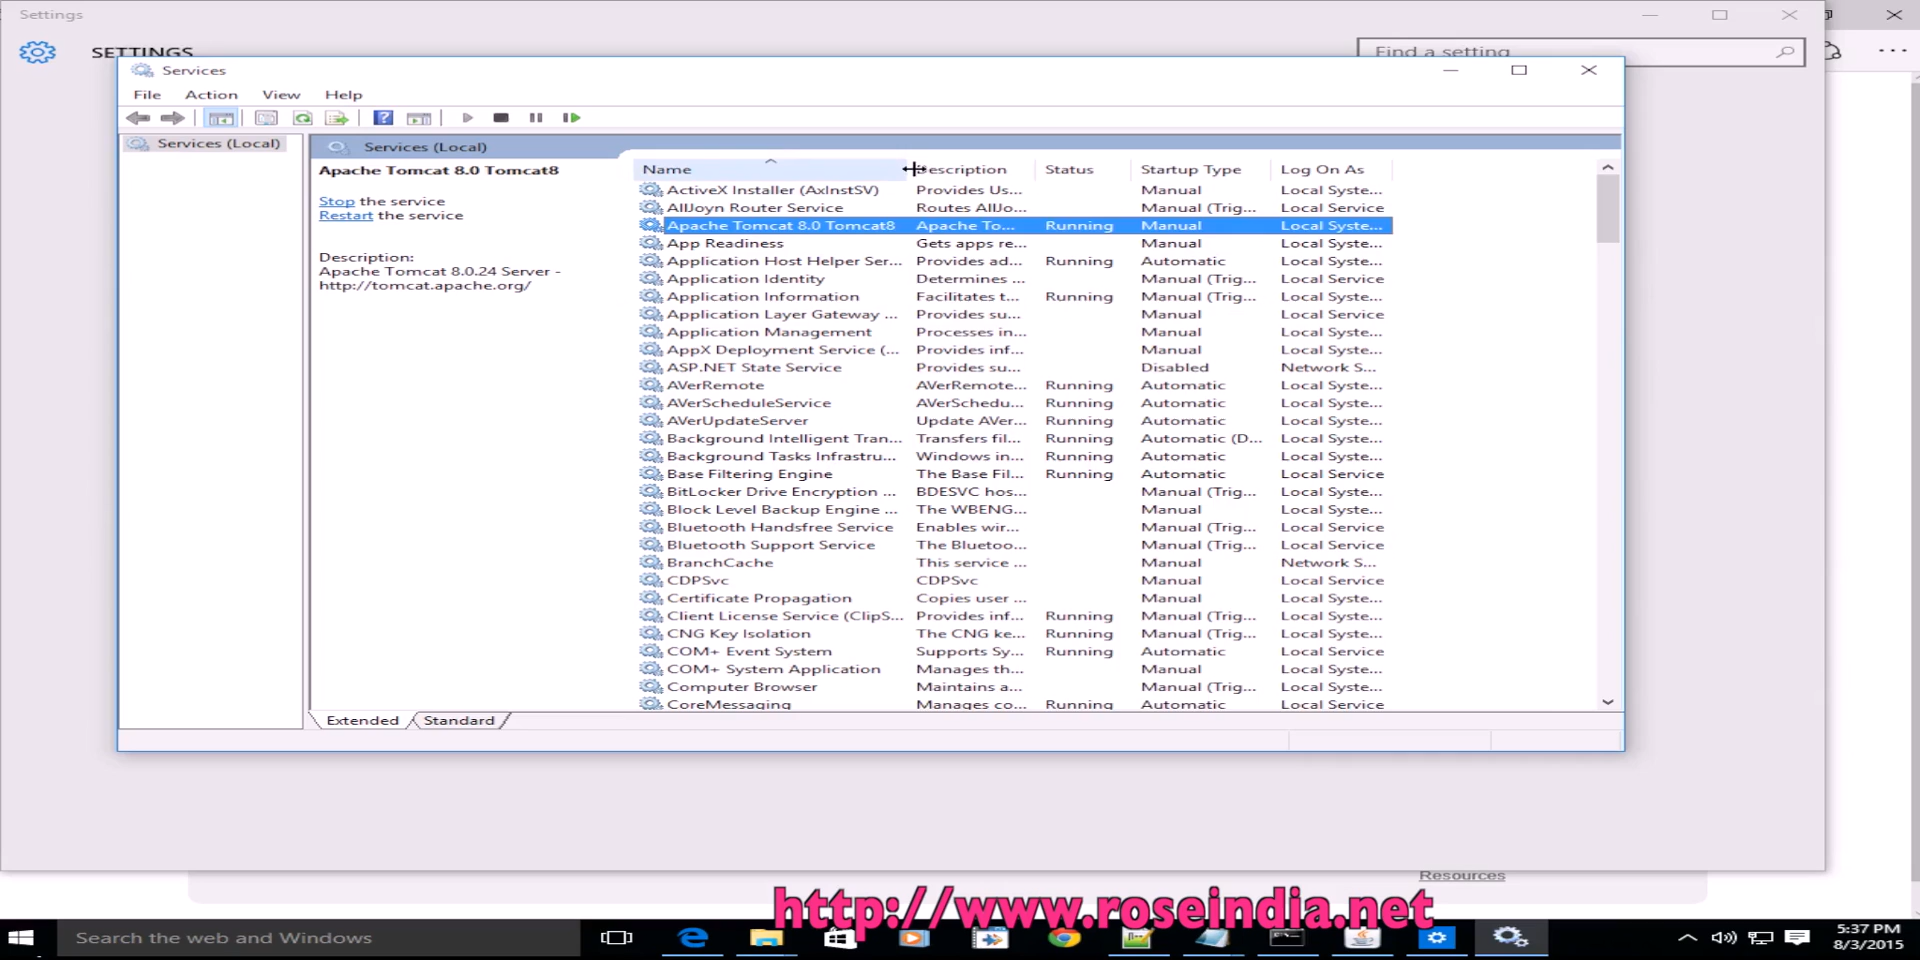 Settings
SETTINGS
Find a setting
Services
File Action View Help
Services (Local)
Services (Local)
Apache Tomcat 8.0 Tomcat8
Stop the service
Restart the service
Description:
Apache Tomcat 8.0.24 Server -
http://tomcat.apache.org/
Name Description Status Startup Type Log On As
ActiveX Installer (AxInstSV) Provides Us... Manual Local Syste...
AllJoyn Router Service Routes AllJo... Manual (Trig... Local Service
Apache Tomcat 8.0 Tomcat8 Apache To... Running Manual Local Syste...
App Readiness Gets apps re... Manual Local Syste...
Application Host Helper Ser... Provides ad... Running Automatic Local Syste...
Application Identity Determines ... Manual (Trig... Local Service
Application Information Facilitates t... Running Manual (Trig... Local Syste...
Application Layer Gateway ... Provides su... Manual Local Service
Application Management Processes in... Manual Local Syste...
AppX Deployment Service (... Provides inf... Manual Local Syste...
ASP.NET State Service Provides su... Disabled Network S...
AVerRemote AVerRemote... Running Automatic Local Syste...
AVerScheduleService AVerSchedu... Running Automatic Local Syste...
AVerUpdateServer Update AVer... Running Automatic Local Syste...
Background Intelligent Tran... Transfers fil... Running Automatic (D... Local Syste...
Background Tasks Infrastru... Windows in... Running Automatic Local Syste...
Base Filtering Engine The Base Fil... Running Automatic Local Service
BitLocker Drive Encryption ... BDESVC hos... Manual (Trig... Local Syste...
Block Level Backup Engine ... The WBENG... Manual Local Syste...
Bluetooth Handsfree Service Enables wir... Manual (Trig... Local Service
Bluetooth Support Service The Bluetoo... Manual (Trig... Local Service
BranchCache This service ... Manual Network S...
CDPSvc CDPSvc Manual Local Service
Certificate Propagation Copies user ... Manual Local Syste...
Client License Service (ClipS... Provides inf... Running Manual (Trig... Local Syste...
CNG Key Isolation The CNG ke... Running Manual (Trig... Local Syste...
COM+ Event System Supports Sy... Running Automatic Local Service
COM+ System Application Manages th... Manual Local Syste...
Computer Browser Maintains a... Manual (Trig... Local Syste...
CoreMessaging Manages co... Running Automatic Local Service
Extended Standard
Resources
http://www.roseindia.net
Search the web and Windows
5:37 PM
8/3/2015